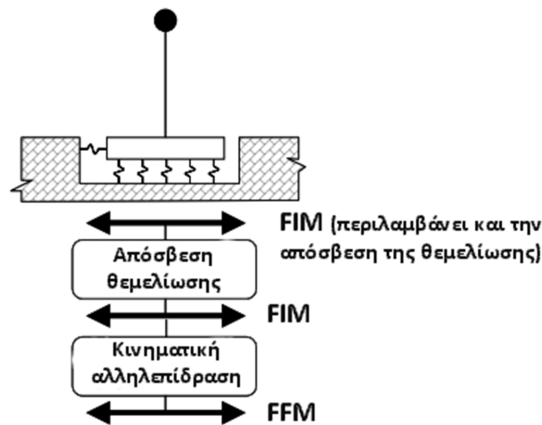 FIM (περιλαμβάνει και την
απόσβεση της θεμελίωσης)
Απόσβεση
θεμελίωσης
FIM
Κινηματική
αλληλεπίδραση
FFM